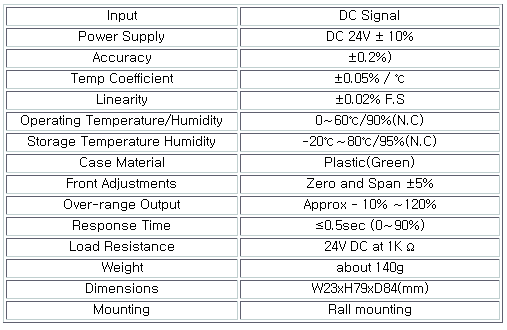 Input DC Signal
Power Supply DC 24V ± 10%
Accuracy ±0.2%)
Temp Coefficient ±0.05% / ℃
Linearity ±0.02% F.S
Operating Temperature/Humidity 0~60℃/90%(N.C)
Storage Temperature Humidity -20℃~80℃/95%(N.C)
Case Material Plastic(Green)
Front Adjustments Zero and Span ±5%
Over-range Output Approx - 10% ~120%
Response Time ≤0.5sec (0~90%)
Load Resistance 24V DC at 1K Ω
Weight about 140g
Dimensions W23xH79xD84(mm)
Mounting Rall mounting